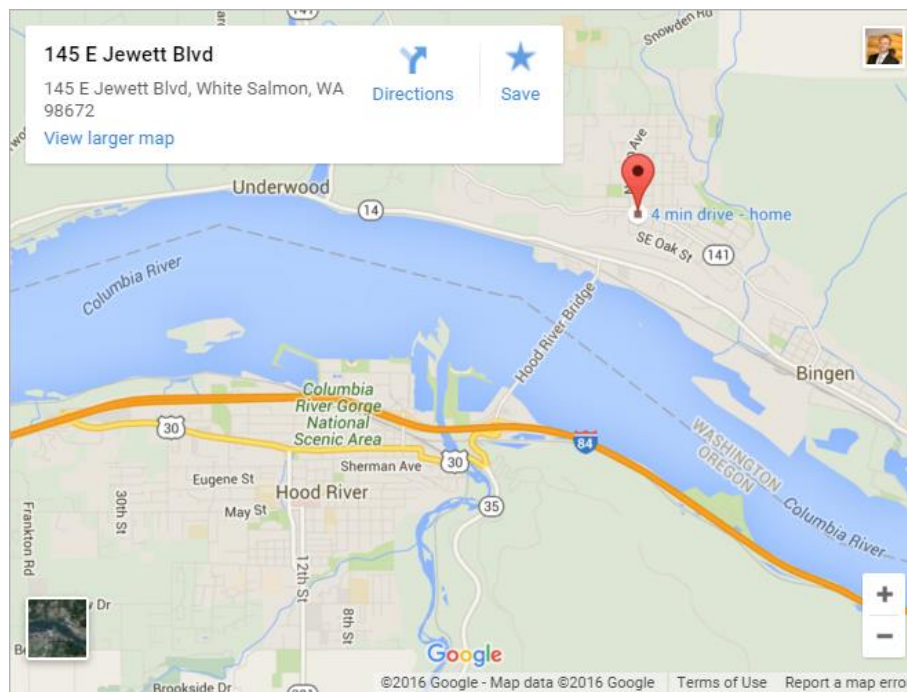 145 E Jewett Blvd
145 E Jewett Blvd, White Salmon, WA
98672
View larger map
Directions
Save
141
Snowden Rd
Underwood
14
4 min drive - home
SE Oak St
141
Columbia River
Hood River Bridge
Bingen
Columbia
River Gorge
National
Scenic Area
30
84
WASHINGTON
OREGON
Sherman Ave
30
Eugene St
Hood River
May St
35
Columbia River
30th St
Frankton Rd
12th St
8th St
Dr
Brookside Dr
+
−
Google
©2016 Google - Map data ©2016 Google
Terms of Use
Report a map erro